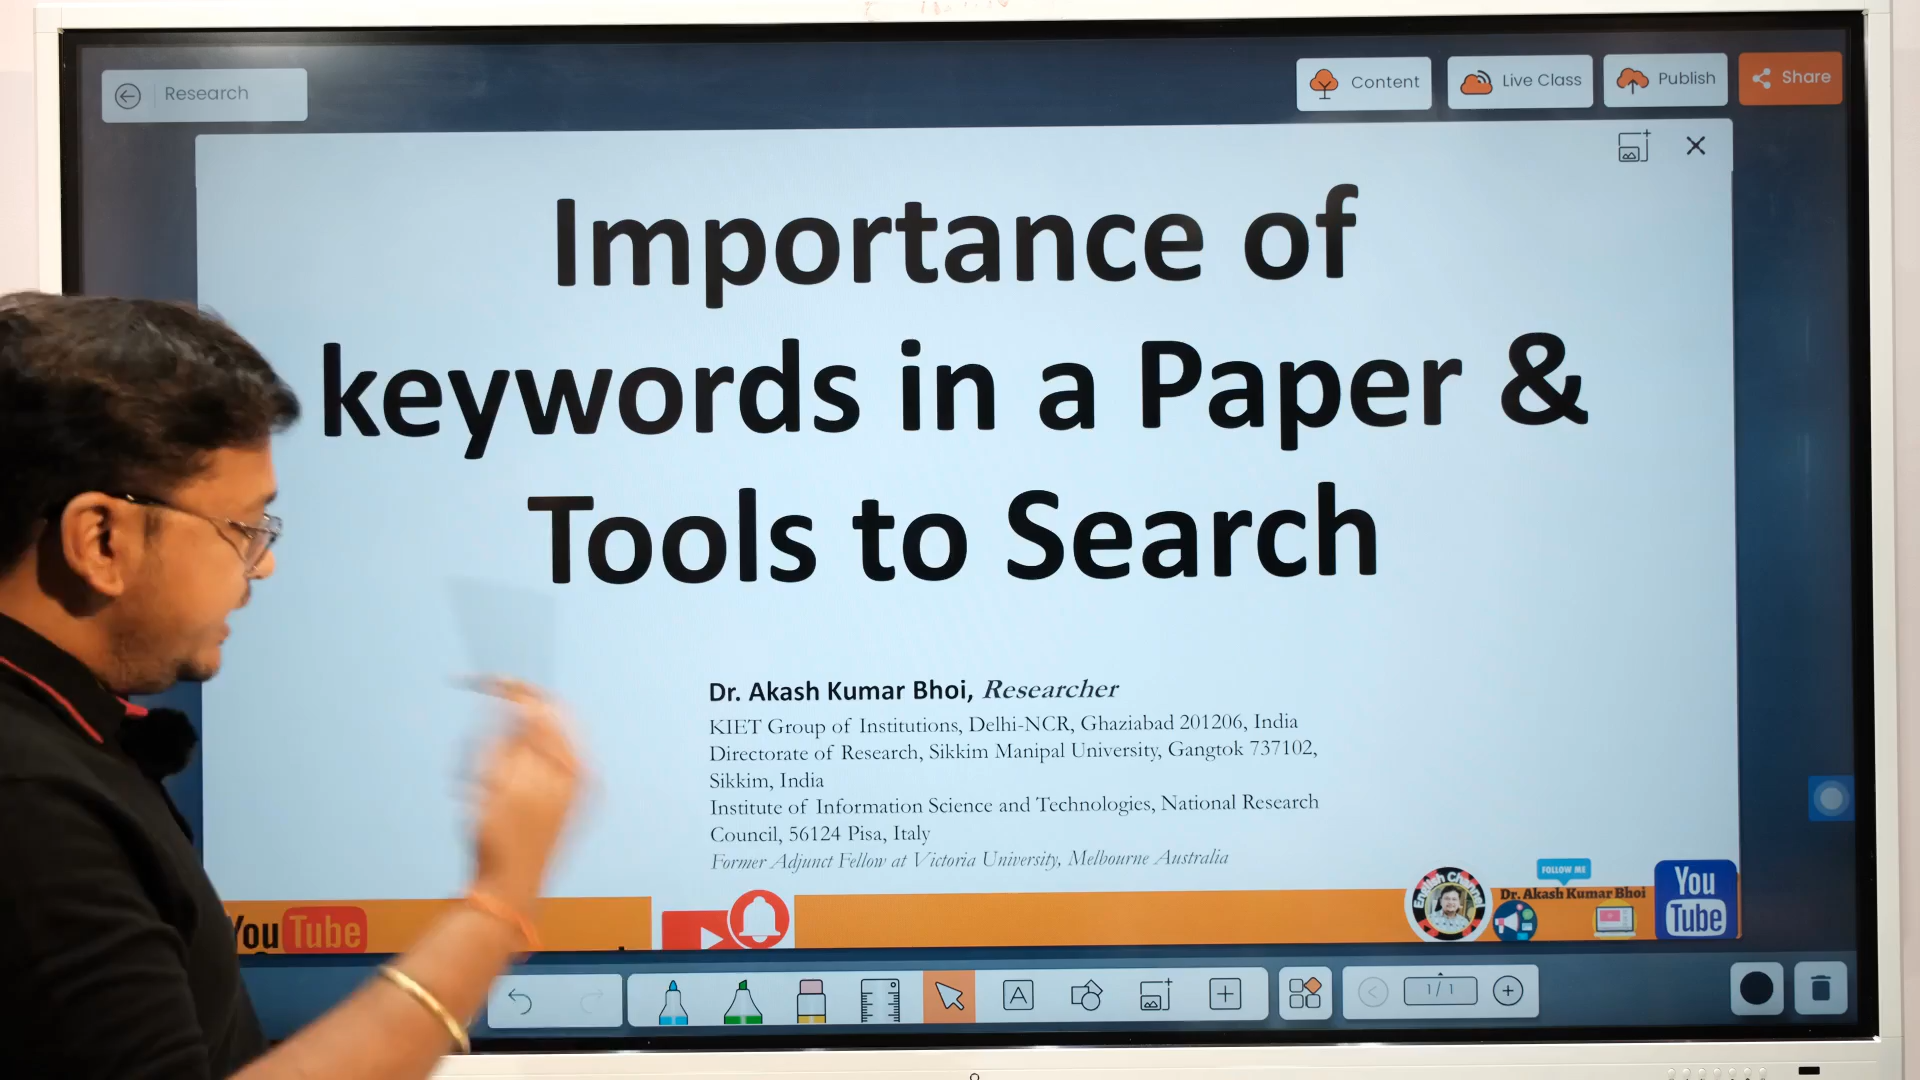 Research
Content
Live Class
Publish
Share
Importance of
keywords in a Paper &
Tools to Search
Dr. Akash Kumar Bhoi, Researcher
KIET Group of Institutions, Delhi-NCR, Ghaziabad 201206, India
Directorate of Research, Sikkim Manipal University, Gangtok 737102,
Sikkim, India
Institute of Information Science and Technologies, National Research
Council, 56124 Pisa, Italy
Former Adjunct Fellow at Victoria University, Melbourne Australia
FOLLOW ME
English Channel
Dr. Akash Kumar Bhoi
You
Tube
You Tube
A
1/1